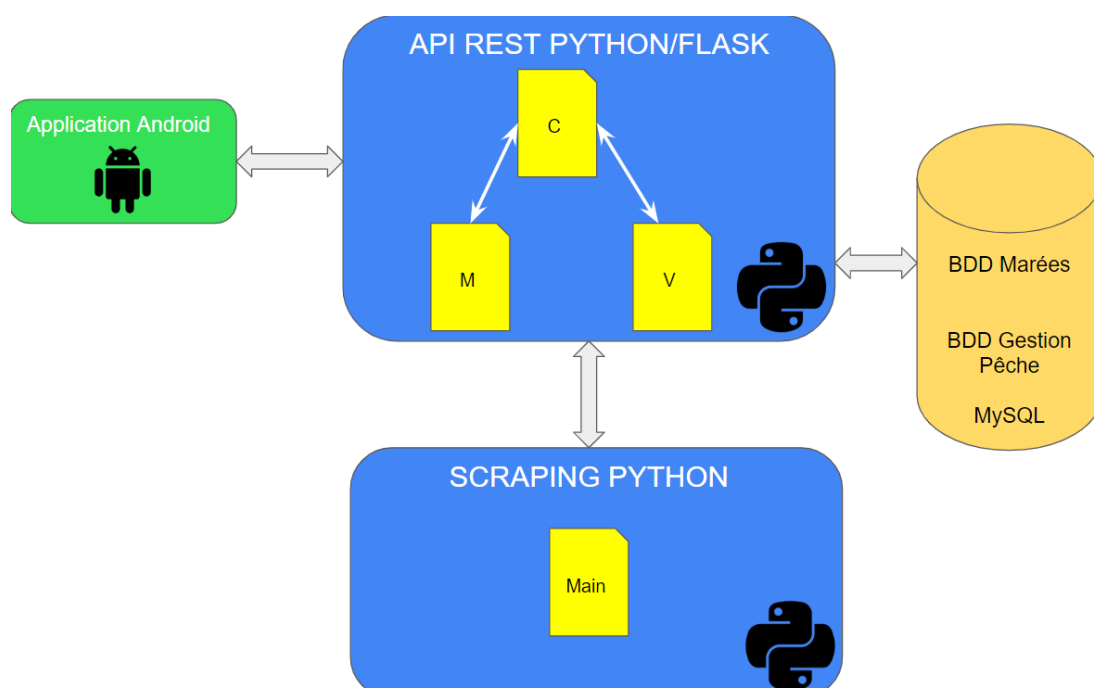 API REST PYTHON/FLASK
Application Android
C
M
V
BDD Marées
BDD Gestion
Pêche
MySQL
SCRAPING PYTHON
Main